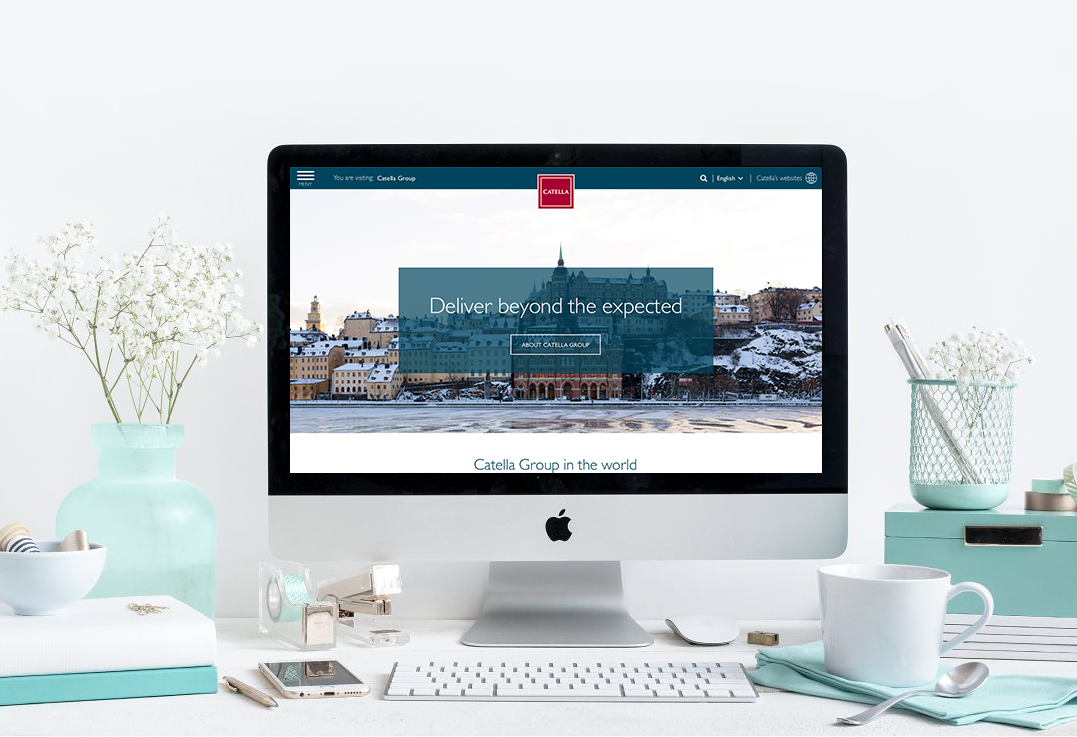 You are visiting: Catella Group
English
Catella's websites
MENY
CATELLA
Deliver beyond the expected
ABOUT CATELLA GROUP
Catella Group in the world